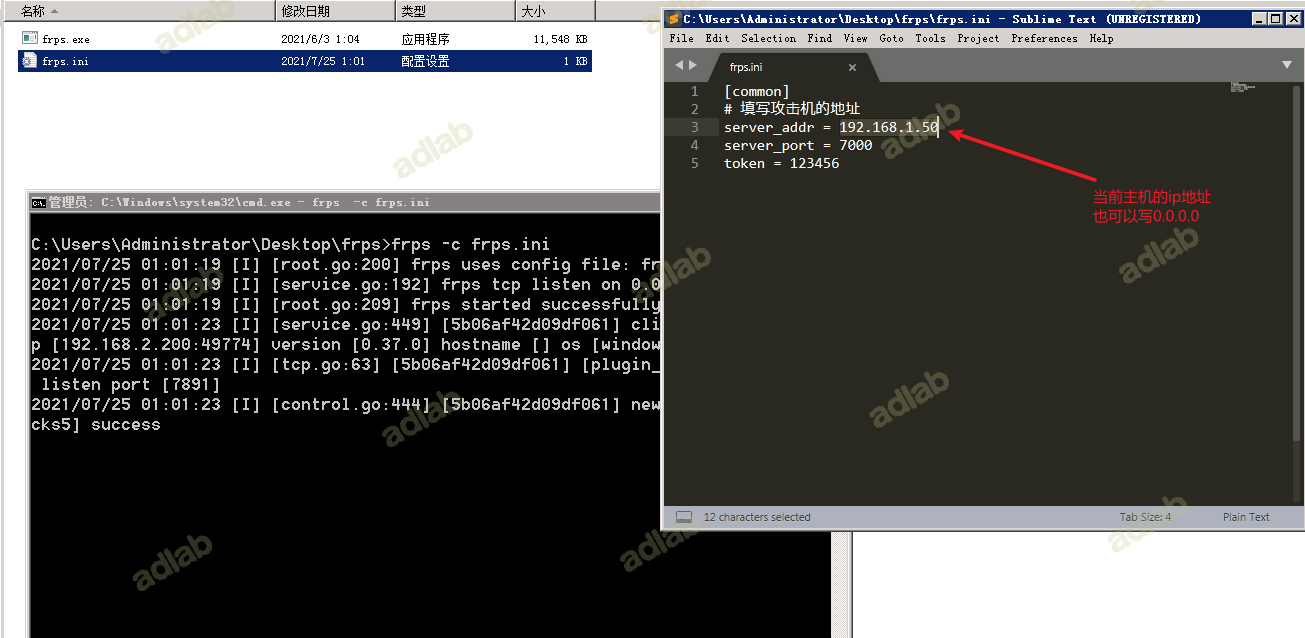 名称
修改日期
类型
大小
frps.exe
2021/6/3 1:04
应用程序
11,548 KB
frps.ini
2021/7/25 1:01
配置设置
1 KB
C:\Users\Administrator\Desktop\frps\frps.ini - Sublime Text (UNREGISTERED)
File Edit Selection Find View Goto Tools Project Preferences Help
frps.ini
1 [common]
2 # 填写攻击机的地址
3 server_addr = 192.168.1.50
4 server_port = 7000
5 token = 123456
当前主机的ip地址
也可以写0.0.0.0
12 characters selected
Tab Size: 4
Plain Text
管理员: C:\Windows\system32\cmd.exe - frps -c frps.ini
C:\Users\Administrator\Desktop\frps>frps -c frps.ini
2021/07/25 01:01:19 [I] [root.go:200] frps uses config file: fr
2021/07/25 01:01:19 [I] [service.go:192] frps tcp listen on 0.0
2021/07/25 01:01:19 [I] [root.go:209] frps started successfully
2021/07/25 01:01:23 [I] [service.go:449] [5b06af42d09df061] cli
p [192.168.2.200:49774] version [0.37.0] hostname [] os [window
2021/07/25 01:01:23 [I] [tcp.go:63] [5b06af42d09df061] [plugin_
listen port [7891]
2021/07/25 01:01:23 [I] [control.go:444] [5b06af42d09df061] new
cks5] success
adlab
adlab
adlab
adlab
adlab
adlab
adlab
adlab
adlab
adlab
adlab
adlab